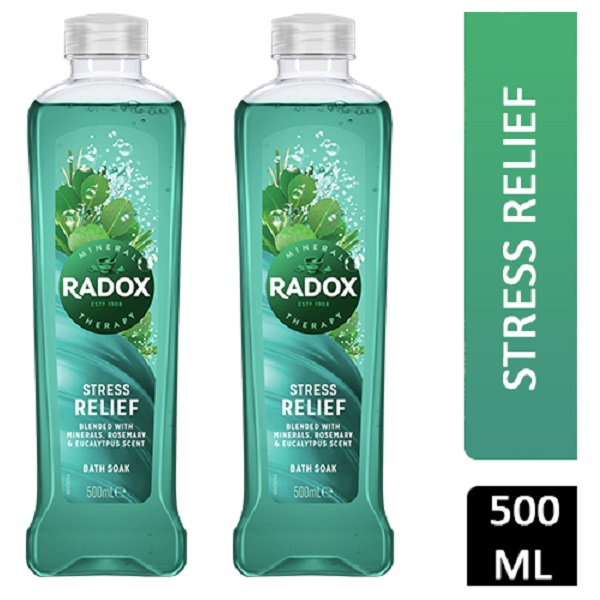 MINERAL
RADOX
ESTD 1908
THERAPY
STRESS
RELIEF
BLENDED WITH
MINERALS, ROSEMARY
& EUCALYPTUS SCENT
BATH SOAK
500mL℮
MINERAL
RADOX
ESTD 1908
THERAPY
STRESS
RELIEF
BLENDED WITH
MINERALS, ROSEMARY
& EUCALYPTUS SCENT
BATH SOAK
500mL℮
STRESS RELIEF
500
ML